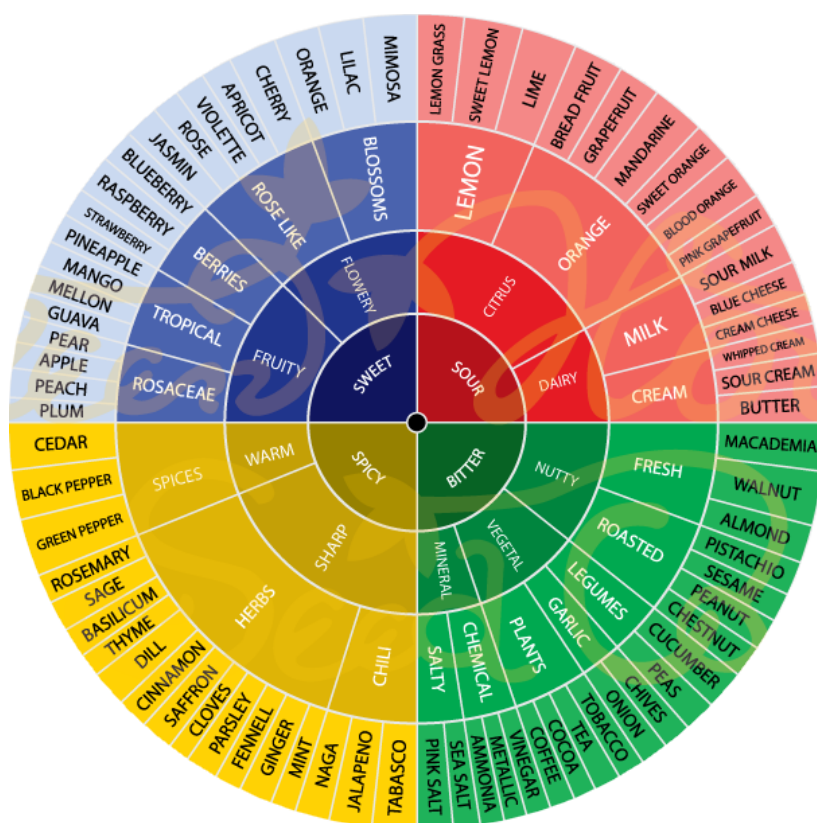 SWEET
FLOWERY
FRUITY
BLOSSOMS
ROSE LIKE
BERRIES
TROPICAL
ROSACEAE
MIMOSA
LILAC
ORANGE
CHERRY
APRICOT
VIOLETTE
ROSE
JASMIN
BLUEBERRY
RASPBERRY
STRAWBERRY
PINEAPPLE
MANGO
MELLON
GUAVA
PEAR
APPLE
PEACH
PLUM
SOUR
CITRUS
DAIRY
LEMON
ORANGE
MILK
CREAM
LEMON GRASS
SWEET LEMON
LIME
BREAD FRUIT
GRAPEFRUIT
MANDARINE
SWEET ORANGE
BLOOD ORANGE
PINK GRAPEFRUIT
SOUR MILK
BLUE CHEESE
CREAM CHEESE
WHIPPED CREAM
SOUR CREAM
BUTTER
BITTER
NUTTY
VEGETAL
MINERAL
FRESH
ROASTED
LEGUMES
GARLIC
PLANTS
CHEMICAL
SALTY
MACADEMIA
WALNUT
ALMOND
PISTACHIO
SESAME
PEANUT
CHESTNUT
CUCUMBER
PEAS
CHIVES
ONION
TOBACCO
TEA
COCOA
COFFEE
VINEGAR
METALLIC
AMMONIA
SEA SALT
PINK SALT
SPICY
WARM
SHARP
SPICES
HERBS
CHILI
CEDAR
BLACK PEPPER
GREEN PEPPER
ROSEMARY
SAGE
BASILICUM
THYME
DILL
CINNAMON
SAFFRON
CLOVES
PARSLEY
FENNELL
GINGER
MINT
NAGA
JALAPENO
TABASCO